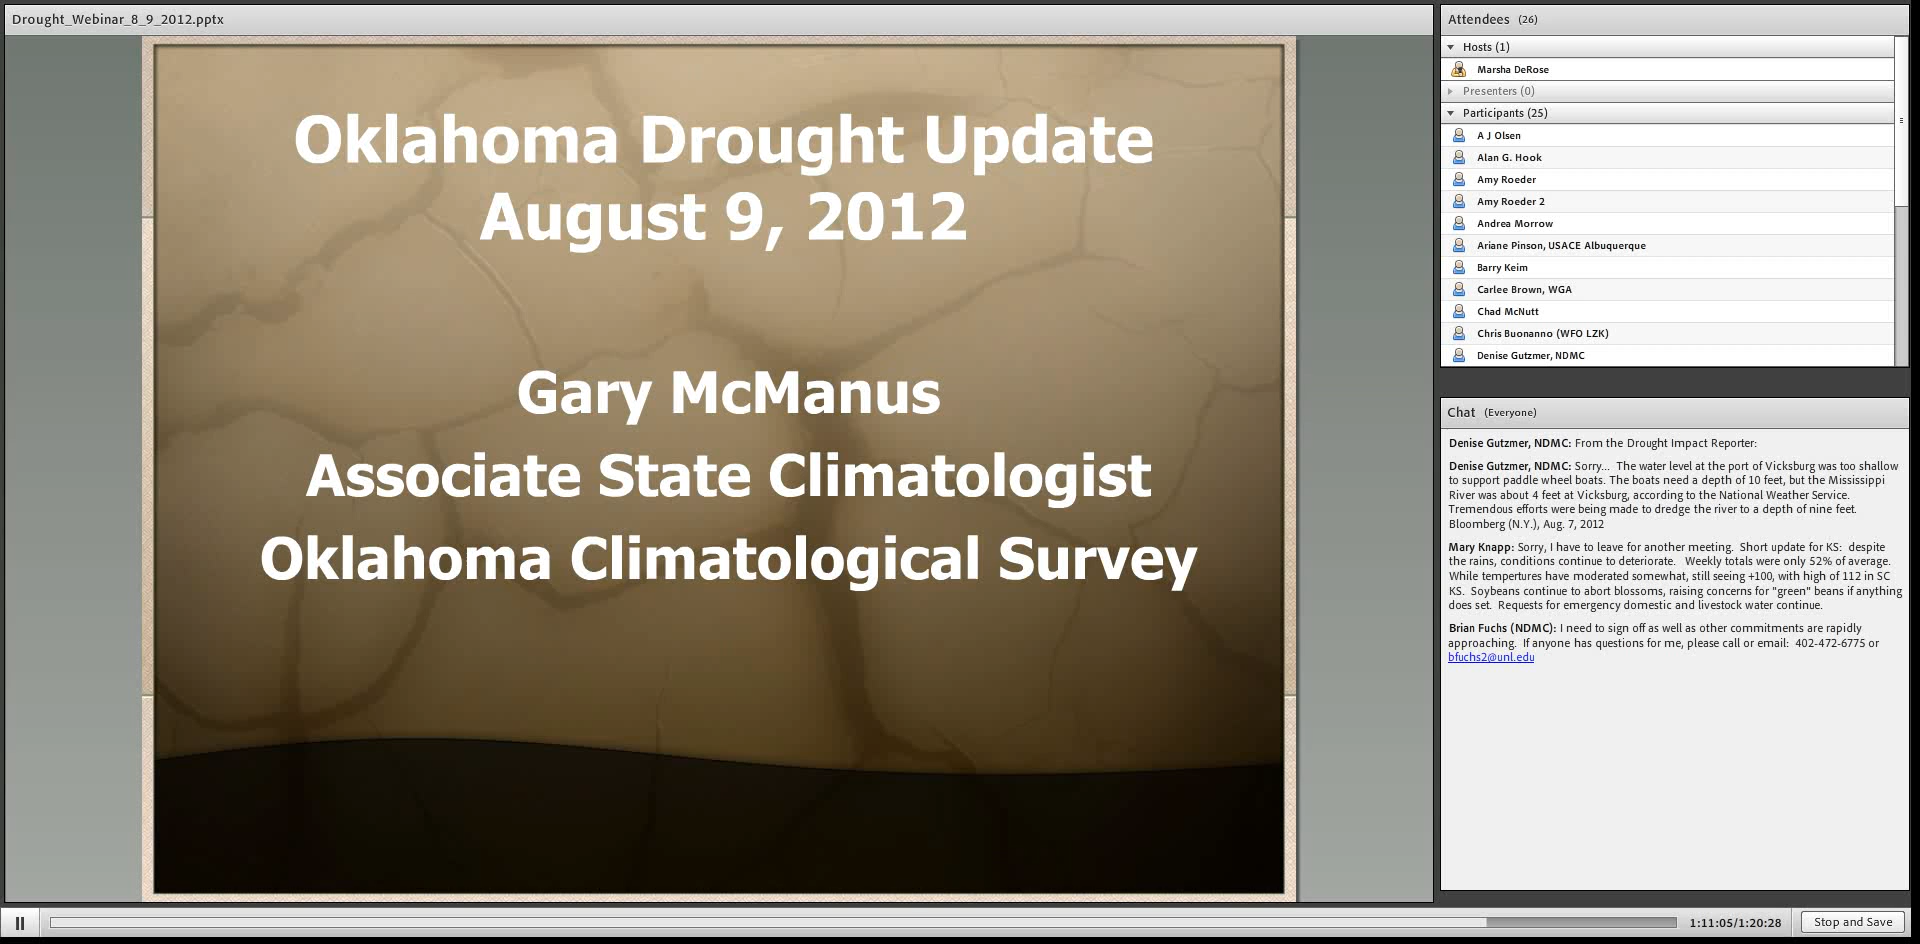 Drought_Webinar_8_9_2012.pptx
Oklahoma Drought Update
August 9, 2012
Gary McManus
Associate State Climatologist
Oklahoma Climatological Survey
Attendees (26)
Hosts (1)
Marsha DeRose
Presenters (0)
Participants (25)
A J Olsen
Alan G. Hook
Amy Roeder
Amy Roeder 2
Andrea Morrow
Ariane Pinson, USACE Albuquerque
Barry Keim
Carlee Brown, WGA
Chad McNutt
Chris Buonanno (WFO LZK)
Denise Gutzmer, NDMC
Chat (Everyone)
Denise Gutzmer, NDMC: From the Drought Impact Reporter:
Denise Gutzmer, NDMC: Sorry... The water level at the port of Vicksburg was too shallow
to support paddle wheel boats. The boats need a depth of 10 feet, but the Mississippi
River was about 4 feet at Vicksburg, according to the National Weather Service.
Tremendous efforts were being made to dredge the river to a depth of nine feet.
Bloomberg (N.Y.), Aug. 7, 2012
Mary Knapp: Sorry, I have to leave for another meeting. Short update for KS: despite
the rains, conditions continue to deteriorate. Weekly totals were only 52% of average.
While tempertures have moderated somewhat, still seeing +100, with high of 112 in SC
KS. Soybeans continue to abort blossoms, raising concerns for "green" beans if anything
does set. Requests for emergency domestic and livestock water continue.
Brian Fuchs (NDMC): I need to sign off as well as other commitments are rapidly
approaching. If anyone has questions for me, please call or email: 402-472-6775 or
bfuchs2@unl.edu
1:11:05/1:20:28
Stop and Save